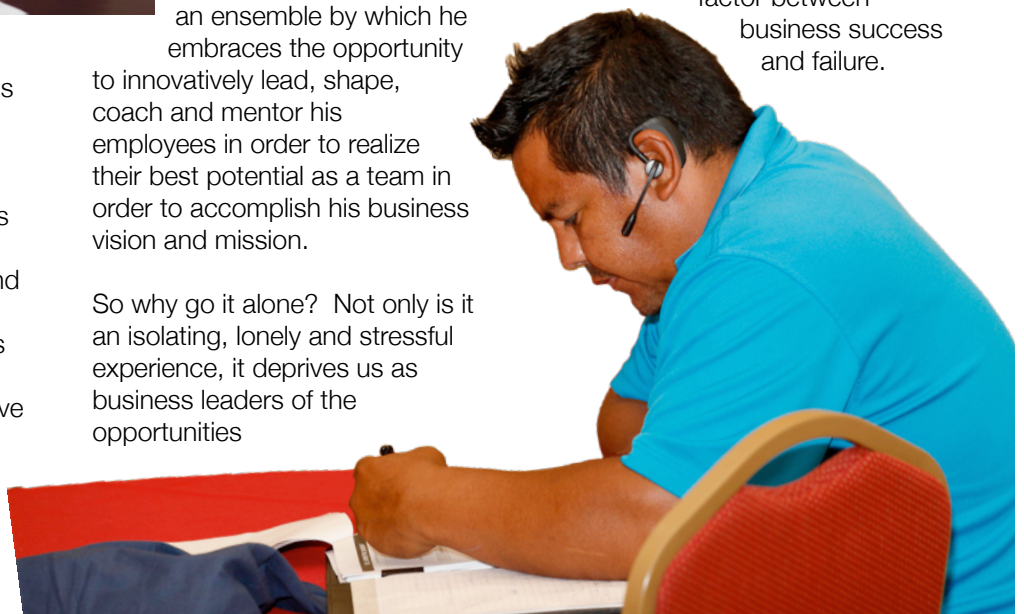 an ensemble by which he
embraces the opportunity
to innovatively lead, shape,
coach and mentor his
employees in order to realize
their best potential as a team in
order to accomplish his business
vision and mission.
So why go it alone?  Not only is it
an isolating, lonely and stressful
experience, it deprives us as
business leaders of the
opportunities
factor between
business success
and failure.